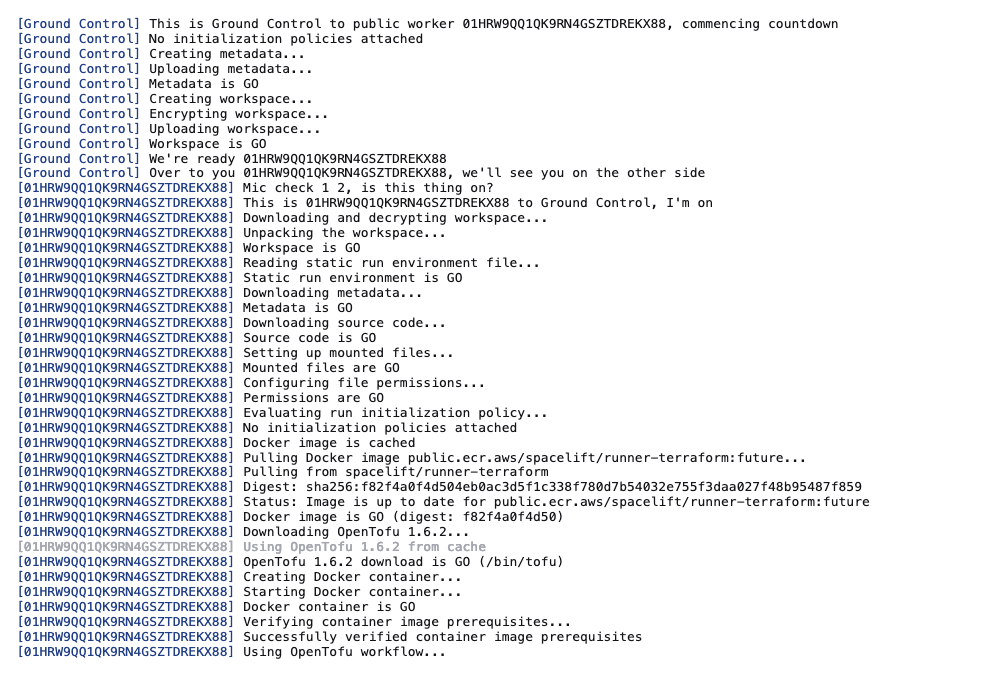 [Ground Control] This is Ground Control to public worker 01HRW9QQ1QK9RN4GSZTDREKX88, commencing countdown
[Ground Control] No initialization policies attached
[Ground Control] Creating metadata...
[Ground Control] Uploading metadata...
[Ground Control] Metadata is GO
[Ground Control] Creating workspace...
[Ground Control] Encrypting workspace...
[Ground Control] Uploading workspace...
[Ground Control] Workspace is GO
[Ground Control] We're ready 01HRW9QQ1QK9RN4GSZTDREKX88
[Ground Control] Over to you 01HRW9QQ1QK9RN4GSZTDREKX88, we'll see you on the other side
[01HRW9QQ1QK9RN4GSZTDREKX88] Mic check 1 2, is this thing on?
[01HRW9QQ1QK9RN4GSZTDREKX88] This is 01HRW9QQ1QK9RN4GSZTDREKX88 to Ground Control, I'm on
[01HRW9QQ1QK9RN4GSZTDREKX88] Downloading and decrypting workspace...
[01HRW9QQ1QK9RN4GSZTDREKX88] Unpacking the workspace...
[01HRW9QQ1QK9RN4GSZTDREKX88] Workspace is GO
[01HRW9QQ1QK9RN4GSZTDREKX88] Reading static run environment file...
[01HRW9QQ1QK9RN4GSZTDREKX88] Static run environment is GO
[01HRW9QQ1QK9RN4GSZTDREKX88] Downloading metadata...
[01HRW9QQ1QK9RN4GSZTDREKX88] Metadata is GO
[01HRW9QQ1QK9RN4GSZTDREKX88] Downloading source code...
[01HRW9QQ1QK9RN4GSZTDREKX88] Source code is GO
[01HRW9QQ1QK9RN4GSZTDREKX88] Setting up mounted files...
[01HRW9QQ1QK9RN4GSZTDREKX88] Mounted files are GO
[01HRW9QQ1QK9RN4GSZTDREKX88] Configuring file permissions...
[01HRW9QQ1QK9RN4GSZTDREKX88] Permissions are GO
[01HRW9QQ1QK9RN4GSZTDREKX88] Evaluating run initialization policy...
[01HRW9QQ1QK9RN4GSZTDREKX88] No initialization policies attached
[01HRW9QQ1QK9RN4GSZTDREKX88] Docker image is cached
[01HRW9QQ1QK9RN4GSZTDREKX88] Pulling Docker image public.ecr.aws/spacelift/runner-terraform:future...
[01HRW9QQ1QK9RN4GSZTDREKX88] Pulling from spacelift/runner-terraform
[01HRW9QQ1QK9RN4GSZTDREKX88] Digest: sha256:f82f4a0f4d504eb0ac3d5f1c338f780d7b54032e755f3daa027f48b95487f859
[01HRW9QQ1QK9RN4GSZTDREKX88] Status: Image is up to date for public.ecr.aws/spacelift/runner-terraform:future
[01HRW9QQ1QK9RN4GSZTDREKX88] Docker image is GO (digest: f82f4a0f4d50)
[01HRW9QQ1QK9RN4GSZTDREKX88] Downloading OpenTofu 1.6.2...
[01HRW9QQ1QK9RN4GSZTDREKX88] Using OpenTofu 1.6.2 from cache
[01HRW9QQ1QK9RN4GSZTDREKX88] OpenTofu 1.6.2 download is GO (/bin/tofu)
[01HRW9QQ1QK9RN4GSZTDREKX88] Creating Docker container...
[01HRW9QQ1QK9RN4GSZTDREKX88] Starting Docker container...
[01HRW9QQ1QK9RN4GSZTDREKX88] Docker container is GO
[01HRW9QQ1QK9RN4GSZTDREKX88] Verifying container image prerequisites...
[01HRW9QQ1QK9RN4GSZTDREKX88] Successfully verified container image prerequisites
[01HRW9QQ1QK9RN4GSZTDREKX88] Using OpenTofu workflow...